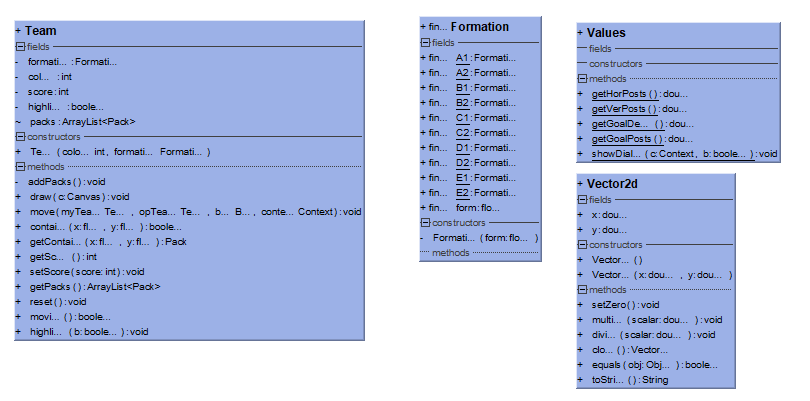 + Team
fields
- formati... : Formati...
- col... : int
- score: int
- highli... : boole...
~ packs : ArrayList<Pack>
constructors
+ Te... ( colo... int, formati... Formati... )
methods
- addPacks () : void
+ draw ( c: Canvas) : void
+ move ( myTea... Te... , opTea... Te... , b... B... , conte... Context) : void
+ contai... ( x: fl... , y: fl... ) : boole...
+ getContai... ( x: fl... , y: fl... ) : Pack
+ getSc... () : int
+ setScore ( score: int) : void
+ getPacks () : ArrayList<Pack>
+ reset () : void
+ movi... () : boole...
+ highli... ( b: boole... ) : void
+ fin... Formation
fields
+ fin... A1 : Formati...
+ fin... A2 : Formati...
+ fin... B1 : Formati...
+ fin... B2 : Formati...
+ fin... C1 : Formati...
+ fin... C2 : Formati...
+ fin... D1 : Formati...
+ fin... D2 : Formati...
+ fin... E1 : Formati...
+ fin... E2 : Formati...
+ fin... form: flo...
constructors
- Formati... ( form: flo... )
methods
+ Values
fields
constructors
methods
+ getHorPosts () : dou...
+ getVerPosts () : dou...
+ getGoalDe... () : dou...
+ getGoalPosts () : dou...
+ showDial... ( c: Context, b: boole... ) : void
+ Vector2d
fields
+ x: dou...
+ y: dou...
constructors
+ Vector... ()
+ Vector... ( x: dou... , y: dou... )
methods
+ setZero () : void
+ multi... ( scalar: dou... ) : void
+ divi... ( scalar: dou... ) : void
+ clo... () : Vector...
+ equals ( obj: Obj... ) : boole...
+ toStri... () : String